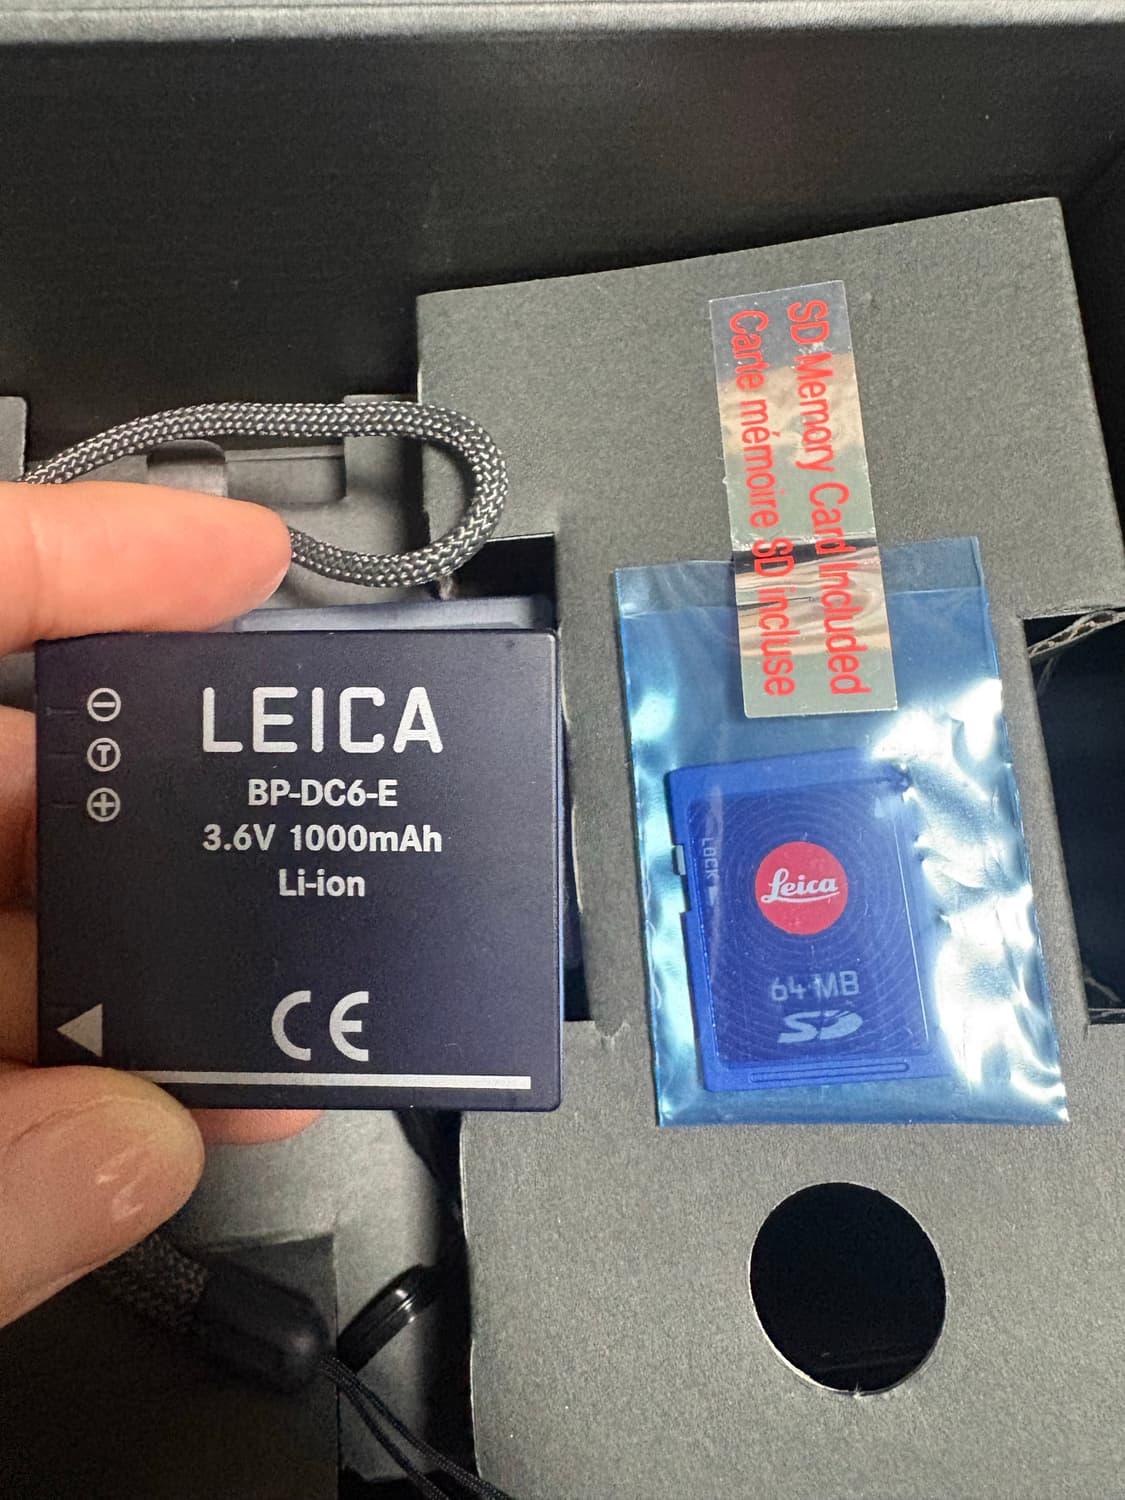 SD Memory Card Included
Carte mémoire SD incluse
⊖
Ⓣ
⊕
LEICA
BP-DC6-E
3.6V 1000mAh
Li-ion
CE
LOCK
Leica
64 MB
SD